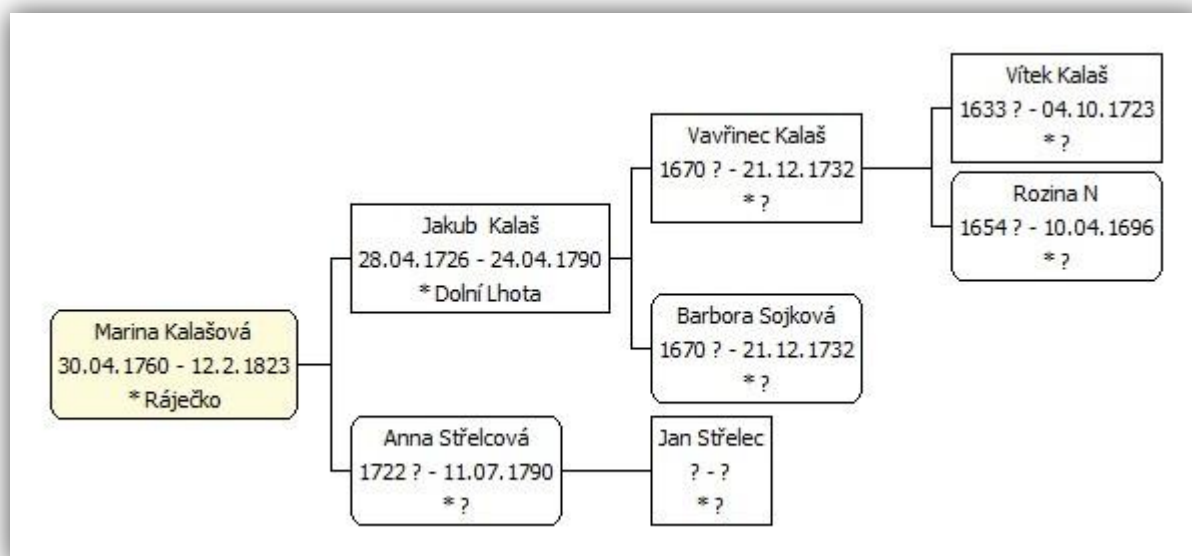 Vítek Kalaš
1633 ? - 04.10.1723
* ?
Vavřinec Kalaš
1670 ? - 21.12.1732
* ?
Rozina N
1654 ? - 10.04.1696
* ?
Jakub Kalaš
28.04.1726 - 24.04.1790
* Dolní Lhota
Barbora Sojková
1670 ? - 21.12.1732
* ?
Marina Kalašová
30.04.1760 - 12.2.1823
* Ráječko
Anna Střelcová
1722 ? - 11.07.1790
* ?
Jan Střelec
? - ?
* ?